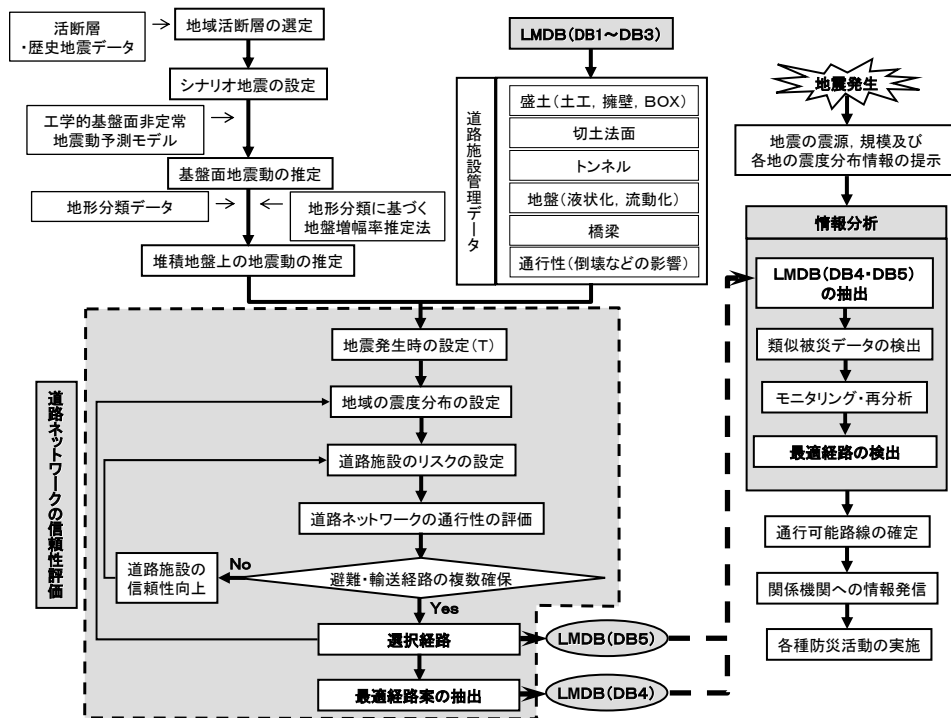 活断層
・歴史地震データ
地域活断層の選定
シナリオ地震の設定
工学的基盤面非定常
地震動予測モデル
基盤面地震動の推定
地形分類データ
地形分類に基づく
地盤増幅率推定法
堆積地盤上の地震動の推定
LMDB(DB1～DB3)
道路施設管理データ
盛土(土工, 擁壁, BOX)
切土法面
トンネル
地盤(液状化, 流動化)
橋梁
通行性(倒壊などの影響)
道路ネットワークの信頼性評価
地震発生時の設定(T)
地域の震度分布の設定
道路施設のリスクの設定
道路ネットワークの通行性の評価
避難・輸送経路の複数確保
No
道路施設の
信頼性向上
Yes
選択経路
LMDB(DB5)
最適経路案の抽出
LMDB(DB4)
地震発生
地震の震源, 規模及び
各地の震度分布情報の提示
情報分析
LMDB(DB4・DB5)
の抽出
類似被災データの検出
モニタリング・再分析
最適経路の検出
通行可能路線の確定
関係機関への情報発信
各種防災活動の実施